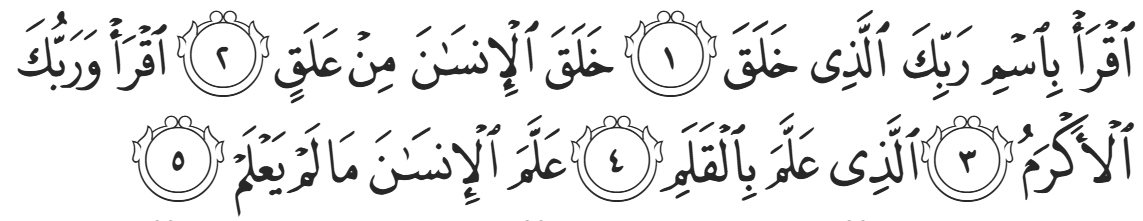 ٱقۡرَأۡ بِٱسۡمِ رَبِّكَ ٱلَّذِى خَلَقَ ١ خَلَقَ ٱلۡإِنسَـٰنَ مِنۡ عَلَقٍ ٢ ٱقۡرَأۡ وَرَبُّكَ
ٱلۡأَكۡرَمُ ٣ ٱلَّذِى عَلَّمَ بِٱلۡقَلَمِ ٤ عَلَّمَ ٱلۡإِنسَـٰنَ مَا لَمۡ يَعۡلَمۡ ٥